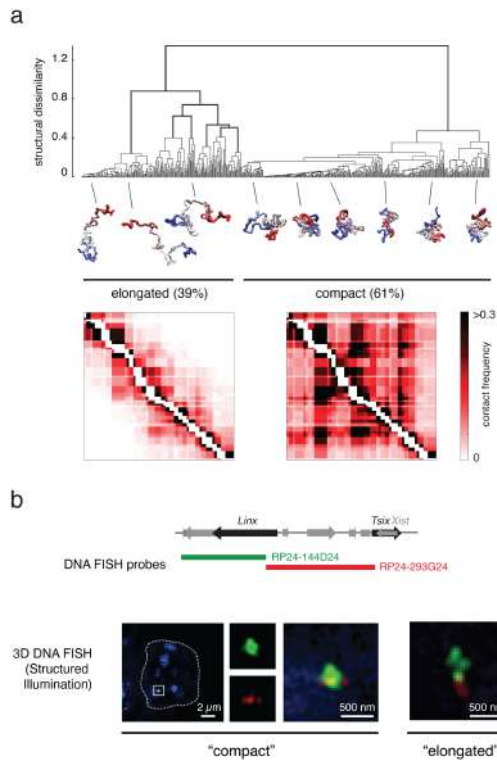 a
structural dissimilarity
1.2
0.8
0.4
0
elongated (39%)
compact (61%)
>0.3
contact frequency
0
b
Linx
Tsix Xist
DNA FISH probes
RP24-144D24
RP24-293G24
3D DNA FISH
(Structured
Illumination)
2 µm
500 nm
500 nm
"compact"
"elongated"